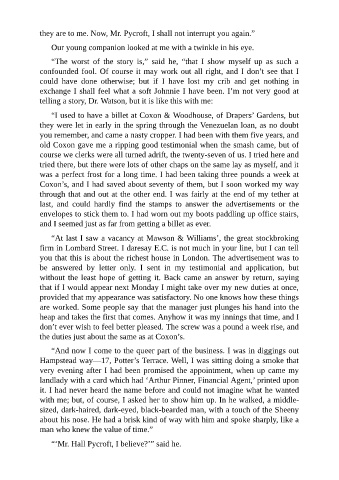 they are to me. Now, Mr. Pycroft, I shall not interrupt you again.”
Our young companion looked at me with a twinkle in his eye.
“The worst of the story is,” said he, “that I show myself up as such a
confounded fool. Of course it may work out all right, and I don’t see that I
could have done otherwise; but if I have lost my crib and get nothing in
exchange I shall feel what a soft Johnnie I have been. I’m not very good at
telling a story, Dr. Watson, but it is like this with me:
“I used to have a billet at Coxon & Woodhouse, of Drapers’ Gardens, but
they were let in early in the spring through the Venezuelan loan, as no doubt
you remember, and came a nasty cropper. I had been with them five years, and
old Coxon gave me a ripping good testimonial when the smash came, but of
course we clerks were all turned adrift, the twenty-seven of us. I tried here and
tried there, but there were lots of other chaps on the same lay as myself, and it
was a perfect frost for a long time. I had been taking three pounds a week at
Coxon’s, and I had saved about seventy of them, but I soon worked my way
through that and out at the other end. I was fairly at the end of my tether at
last, and could hardly find the stamps to answer the advertisements or the
envelopes to stick them to. I had worn out my boots paddling up office stairs,
and I seemed just as far from getting a billet as ever.
“At last I saw a vacancy at Mawson & Williams’, the great stockbroking
firm in Lombard Street. I daresay E.C. is not much in your line, but I can tell
you that this is about the richest house in London. The advertisement was to
be answered by letter only. I sent in my testimonial and application, but
without the least hope of getting it. Back came an answer by return, saying
that if I would appear next Monday I might take over my new duties at once,
provided that my appearance was satisfactory. No one knows how these things
are worked. Some people say that the manager just plunges his hand into the
heap and takes the first that comes. Anyhow it was my innings that time, and I
don’t ever wish to feel better pleased. The screw was a pound a week rise, and
the duties just about the same as at Coxon’s.
“And now I come to the queer part of the business. I was in diggings out
Hampstead way—17, Potter’s Terrace. Well, I was sitting doing a smoke that
very evening after I had been promised the appointment, when up came my
landlady with a card which had ‘Arthur Pinner, Financial Agent,’ printed upon
it. I had never heard the name before and could not imagine what he wanted
with me; but, of course, I asked her to show him up. In he walked, a middle-
sized, dark-haired, dark-eyed, black-bearded man, with a touch of the Sheeny
about his nose. He had a brisk kind of way with him and spoke sharply, like a
man who knew the value of time.”
“‘Mr. Hall Pycroft, I believe?’” said he.